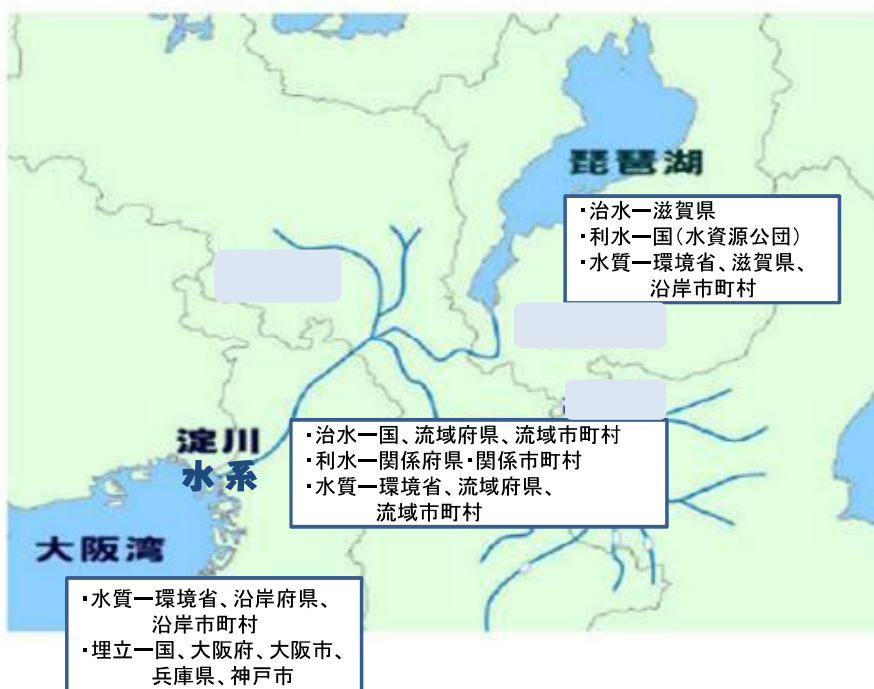 琵琶湖
・治水ー滋賀県
・利水ー国(水資源公団)
・水質ー環境省、滋賀県、
沿岸市町村
淀川
水系
・治水ー国、流域府県、流域市町村
・利水ー関係府県・関係市町村
・水質ー環境省、流域府県、
流域市町村
大阪湾
・水質ー環境省、沿岸府県、
沿岸市町村
・埋立ー国、大阪府、大阪市、
兵庫県、神戸市